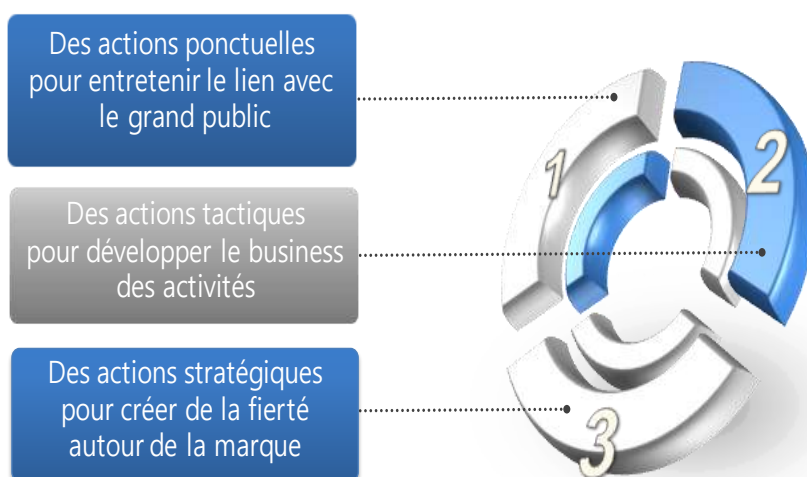 Des actions ponctuelles
pour entretenir le lien avec
le grand public
1
2
Des actions tactiques
pour développer le business
des activités
Des actions stratégiques
pour créer de la fierté
autour de la marque
3